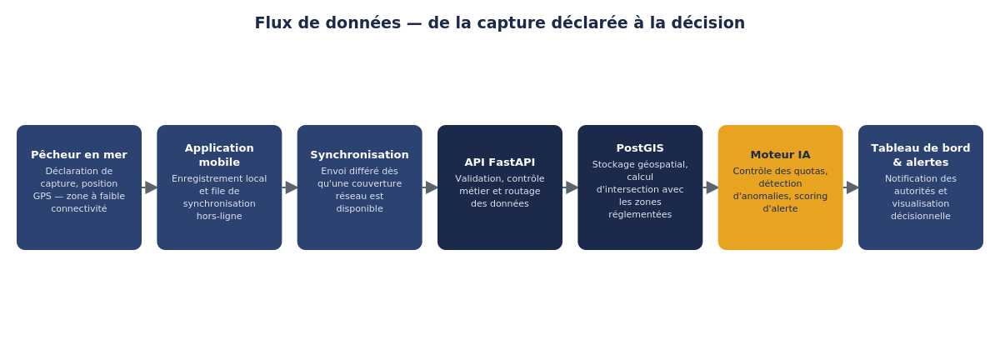 Flux de données — de la capture déclarée à la décision
Pêcheur en mer
Déclaration de
capture, position
GPS — zone à faible
connectivité
Application
mobile
Enregistrement local
et file de
synchronisation
hors-ligne
Synchronisation
Envoi différé dès
qu'une couverture
réseau est
disponible
API FastAPI
Validation, contrôle
métier et routage
des données
PostGIS
Stockage géospatial,
calcul
d'intersection avec
les zones
réglementées
Moteur IA
Contrôle des quotas,
détection
d'anomalies, scoring
d'alerte
Tableau de bord
& alertes
Notification des
autorités et
visualisation
décisionnelle